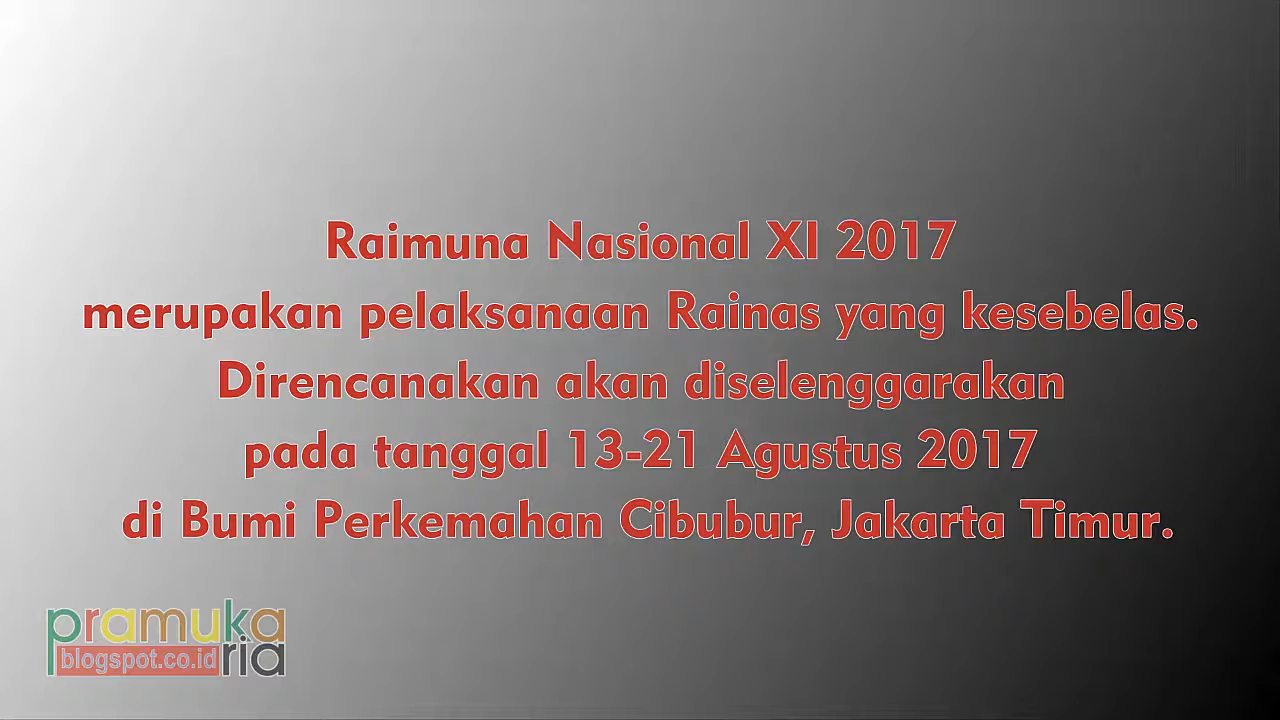 Raimuna Nasional XI 2017
merupakan pelaksanaan Rainas yang kesebelas.
Direncanakan akan diselenggarakan
pada tanggal 13-21 Agustus 2017
di Bumi Perkemahan Cibubur, Jakarta Timur.
pramuka
blogspot.co.id ria